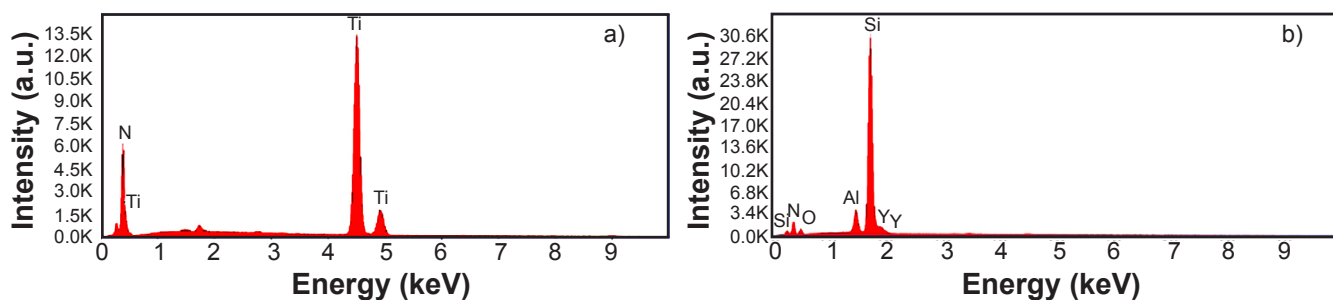 a)
Intensity (a.u.)
13.5K
12.0K
10.5K
9.0K
7.5K
6.0K
4.5K
3.0K
1.5K
0.0K
N
Ti
Ti
Ti
0 1 2 3 4 5 6 7 8 9
Energy (keV)
b)
Intensity (a.u.)
30.6K
27.2K
23.8K
20.4K
17.0K
13.6K
10.2K
6.8K
3.4K
0.0K
Si
N
O
Al
Si
Y
Y
0 1 2 3 4 5 6 7 8 9
Energy (keV)